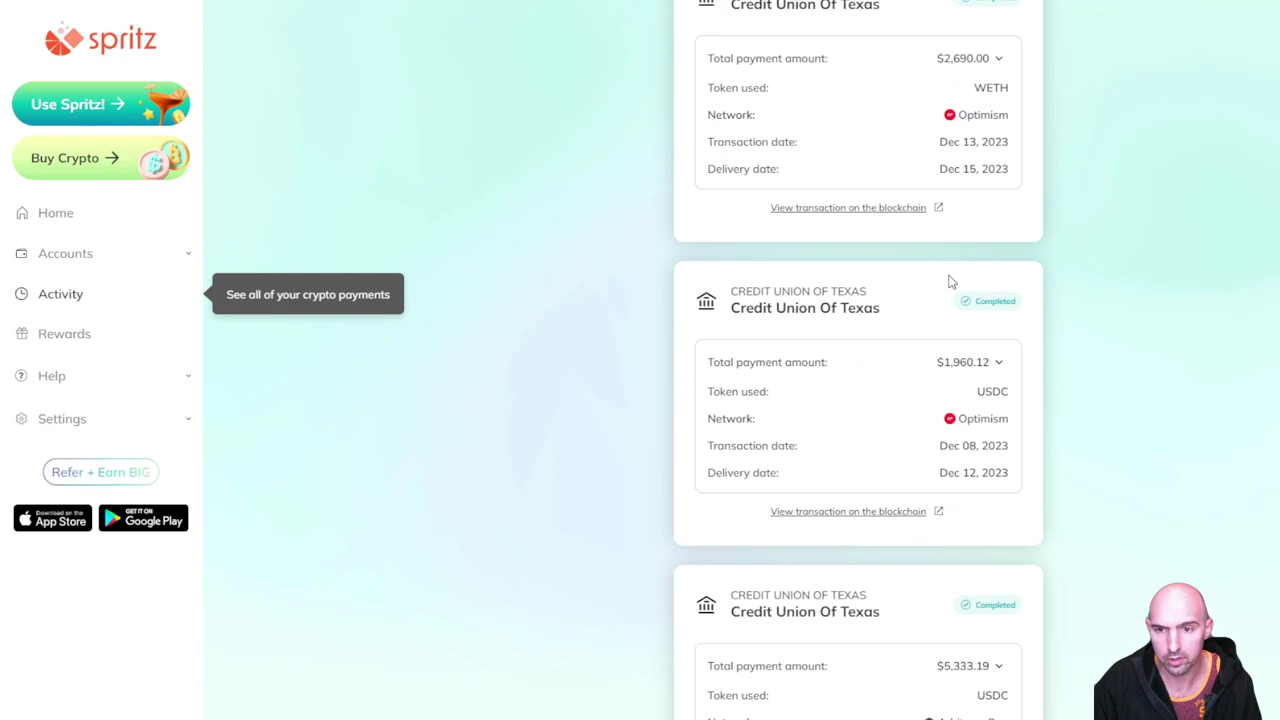 spritz
Use Spritz! →
Buy Crypto →
Home
Accounts
Activity
See all of your crypto payments
Rewards
Help
Settings
Refer + Earn BIG
Download on the
App Store
GET IT ON
Google Play
Credit Union Of Texas
Completed
Total payment amount: $2,690.00
Token used: WETH
Network: OP Optimism
Transaction date: Dec 13, 2023
Delivery date: Dec 15, 2023
View transaction on the blockchain
CREDIT UNION OF TEXAS
Credit Union Of Texas
Completed
Total payment amount: $1,960.12
Token used: USDC
Network: OP Optimism
Transaction date: Dec 08, 2023
Delivery date: Dec 12, 2023
View transaction on the blockchain
CREDIT UNION OF TEXAS
Credit Union Of Texas
Completed
Total payment amount: $5,333.19
Token used: USDC